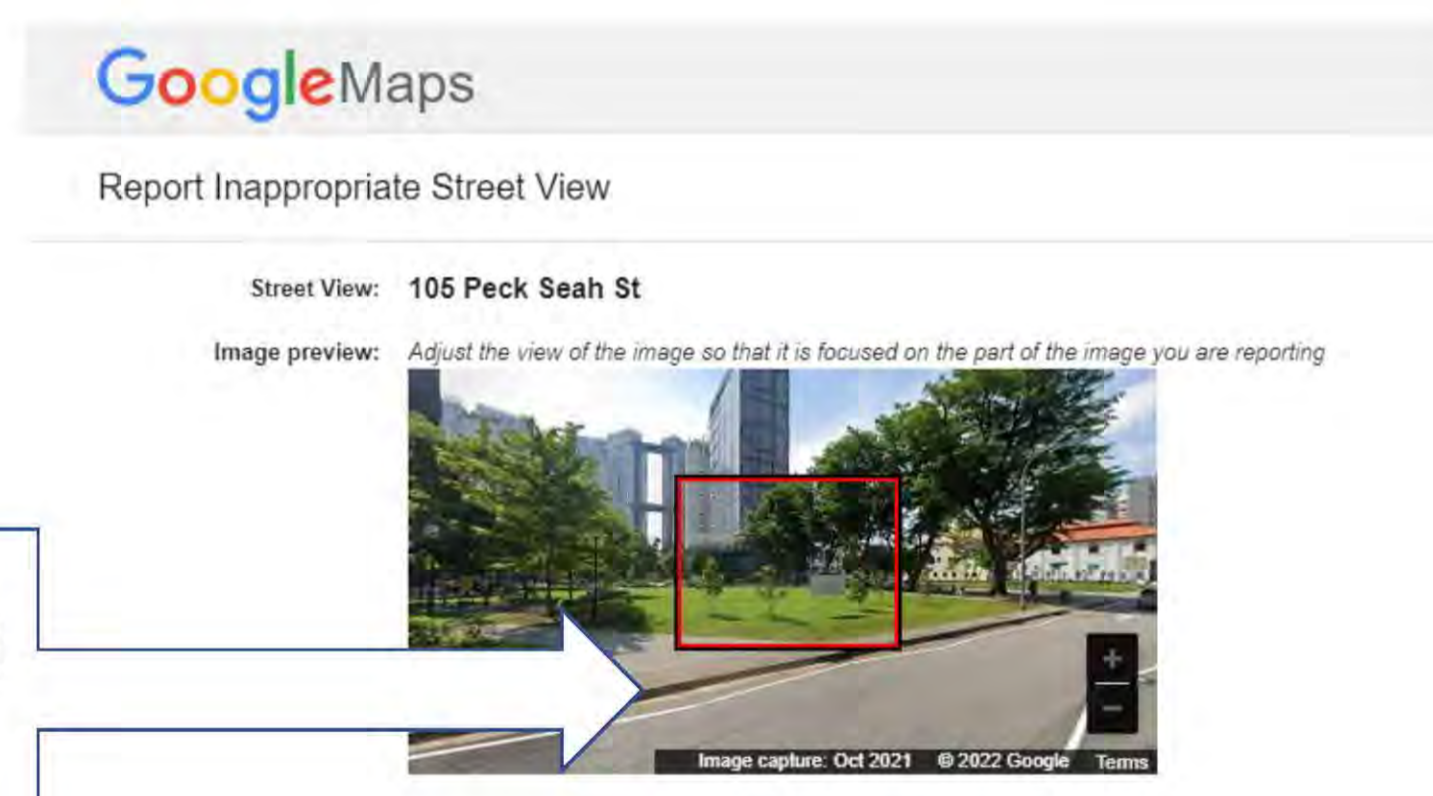 GoogleMaps
Report Inappropriate Street View
Street View: 105 Peck Seah St
Image preview: Adjust the view of the image so that it is focused on the part of the image you are reporting
+
−
Image capture: Oct 2021 © 2022 Google Terms